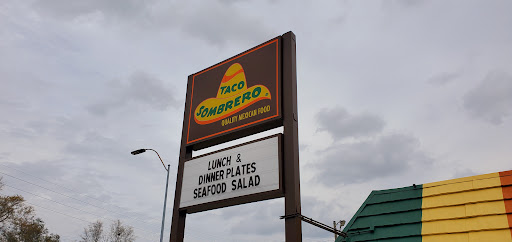 TACO
SOMBRERO
QUALITY MEXICAN FOOD
LUNCH &
DINNER PLATES
SEAFOOD SALAD